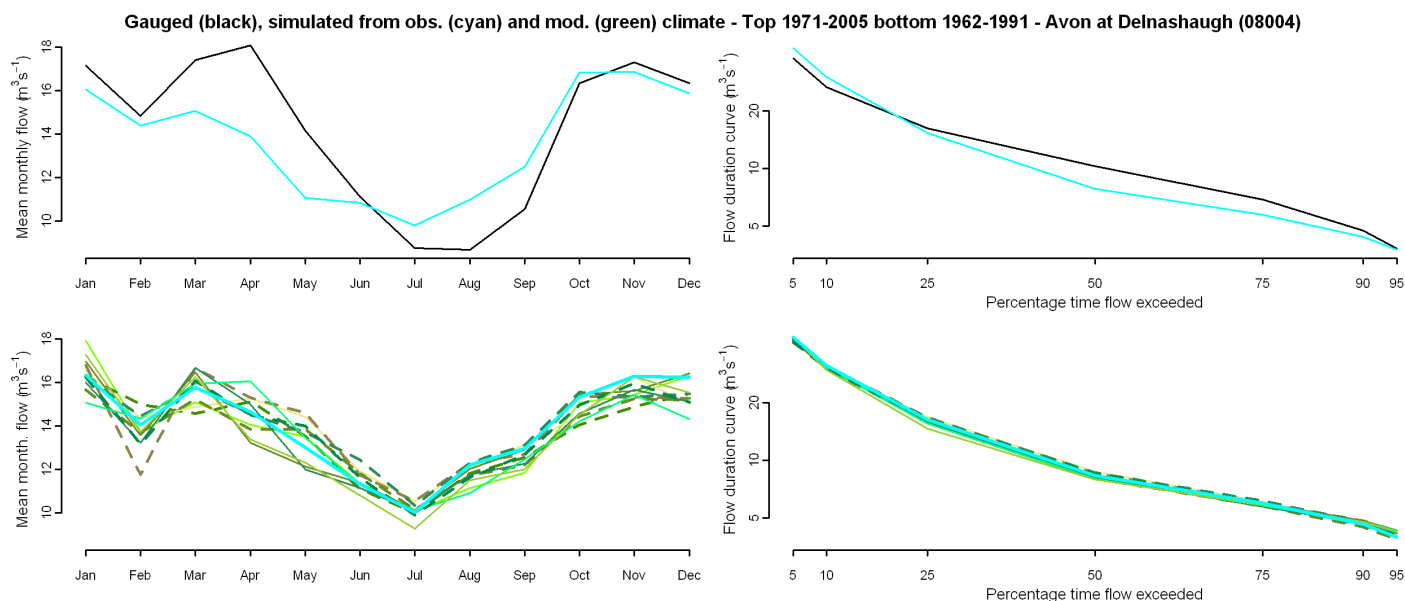 Gauged (black), simulated from obs. (cyan) and mod. (green) climate - Top 1971-2005 bottom 1962-1991 - Avon at Delnashaugh (08004)
Mean monthly flow (m³s⁻¹)
18
16
14
12
10
Jan Feb Mar Apr May Jun Jul Aug Sep Oct Nov Dec
Flow duration curve (m³s⁻¹)
20
10
5
5 10 25 50 75 90 95
Percentage time flow exceeded
Mean month. flow (m³s⁻¹)
18
16
14
12
10
Jan Feb Mar Apr May Jun Jul Aug Sep Oct Nov Dec
Flow duration curve (m³s⁻¹)
20
10
5
5 10 25 50 75 90 95
Percentage time flow exceeded